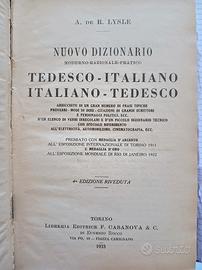 A. DE R. LYSLE
NUOVO DIZIONARIO
MODERNO-RAZIONALE-PRATICO
TEDESCO-ITALIANO
ITALIANO-TEDESCO
ARRICCHITO DI UN GRAN NUMERO DI FRASI TIPICHE
PROVERBI - MODI DI DIRE - CITAZIONI DI GRANDI SCRITTORI
E PERSONAGGI POLITICI, ECC.
D'UN ELENCO DI VERBI IRREGOLARI E D'UN PICCOLO DIZIONARIO TECNICO
CON SPECIALE RIFERIMENTO
ALL'ELETTRICITÀ, AUTOMOBILISMO, CINEMATOGRAFIA, ECC.
PREMIATO CON MEDAGLIA D'ARGENTO
ALL'ESPOSIZIONE INTERNAZIONALE DI TORINO 1911
E MEDAGLIA D'ORO
ALL'ESPOSIZIONE MONDIALE DI RIO DE JANEIRO 1922
4ª EDIZIONE RIVEDUTA
TORINO
LIBRERIA EDITRICE F. CASANOVA & C.
VIA PO, 39 - PIAZZA CARIGNANO
subito